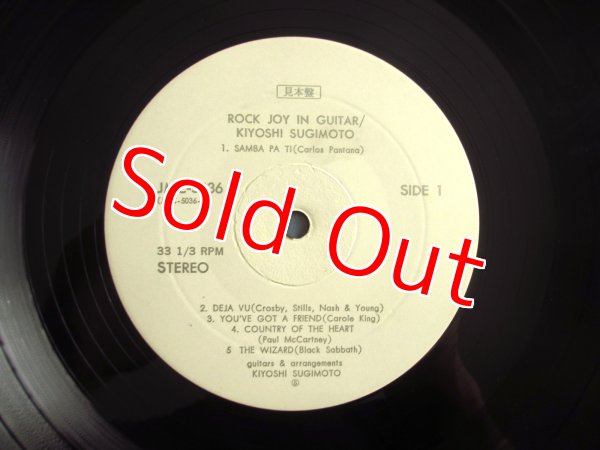 見本盤
ROCK JOY IN GUITAR/
KIYOSHI SUGIMOTO
1. SAMBA PA TI(Carlos Pantana)
36
SIDE 1
5036
Sold Out
33 1/3 RPM
STEREO
2. DEJA VU(Crosby, Stills, Nash & Young)
3. YOU'VE GOT A FRIEND(Carole King)
4. COUNTRY OF THE HEART
(Paul McCartney)
5 THE WIZARD(Black Sabbath)
guitars & arrangements
KIYOSHI SUGIMOTO